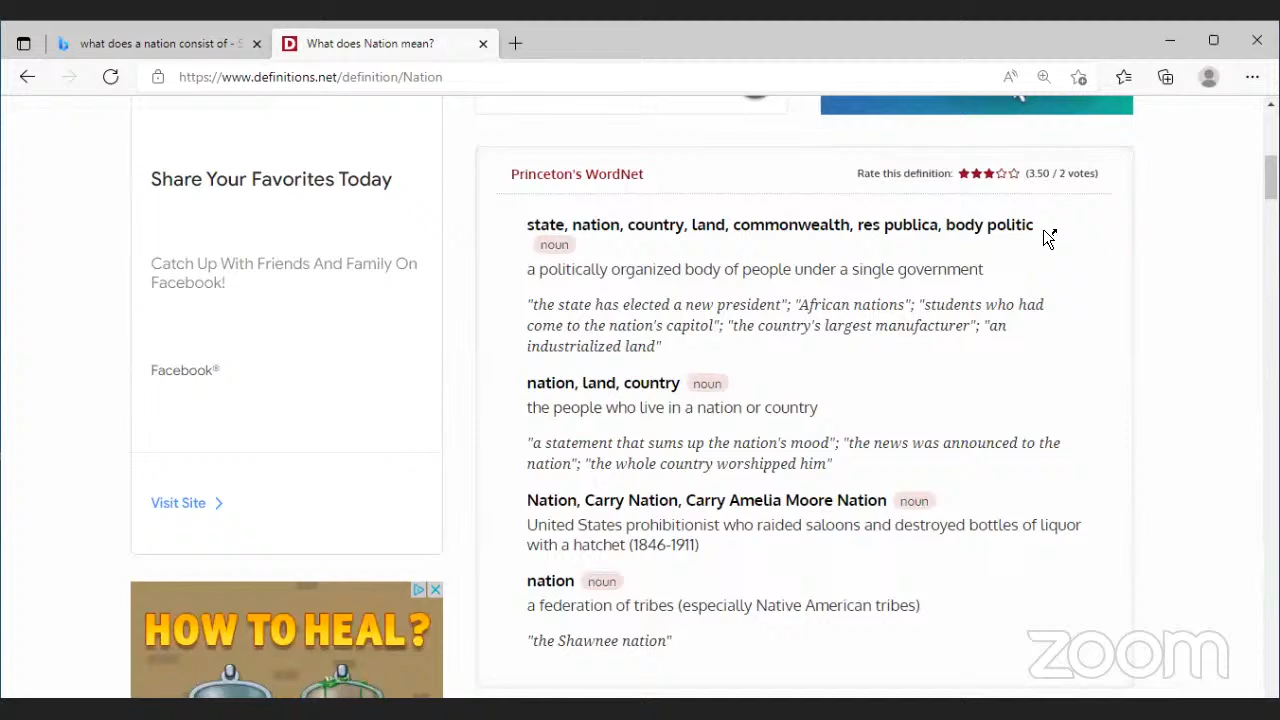 what does a nation consist of - S
What does Nation mean?
https://www.definitions.net/definition/Nation
Share Your Favorites Today
Catch Up With Friends And Family On
Facebook!
Facebook®
Visit Site
HOW TO HEAL?
Princeton's WordNet
Rate this definition: ★★★☆☆ (3.50 / 2 votes)
state, nation, country, land, commonwealth, res publica, body politic
noun
a politically organized body of people under a single government
"the state has elected a new president"; "African nations"; "students who had
come to the nation's capitol"; "the country's largest manufacturer"; "an
industrialized land"
nation, land, country noun
the people who live in a nation or country
"a statement that sums up the nation's mood"; "the news was announced to the
nation"; "the whole country worshipped him"
Nation, Carry Nation, Carry Amelia Moore Nation noun
United States prohibitionist who raided saloons and destroyed bottles of liquor
with a hatchet (1846-1911)
nation noun
a federation of tribes (especially Native American tribes)
"the Shawnee nation"
zoom